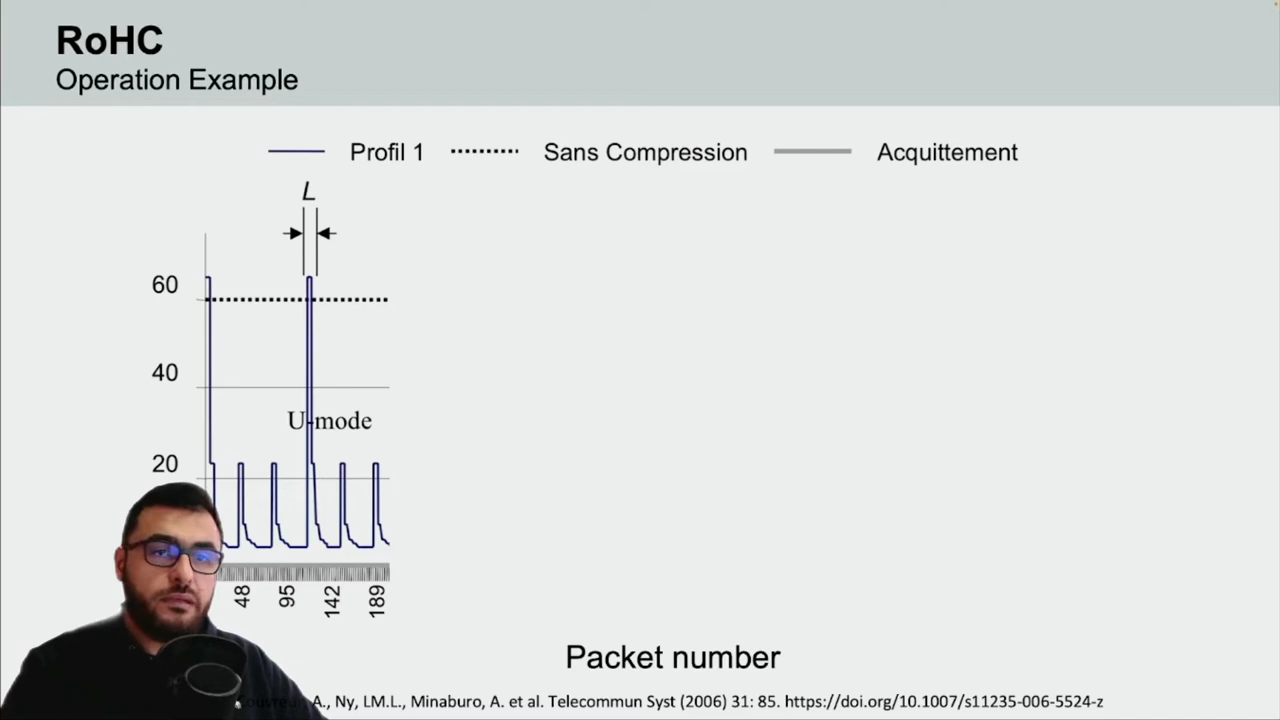 RoHC
Operation Example
Profil 1 Sans Compression Acquittement
L
60
40
U-mode
20
48 95 142 189
Packet number
A., Ny, LM.L., Minaburo, A. et al. Telecommun Syst (2006) 31: 85. https://doi.org/10.1007/s11235-006-5524-z